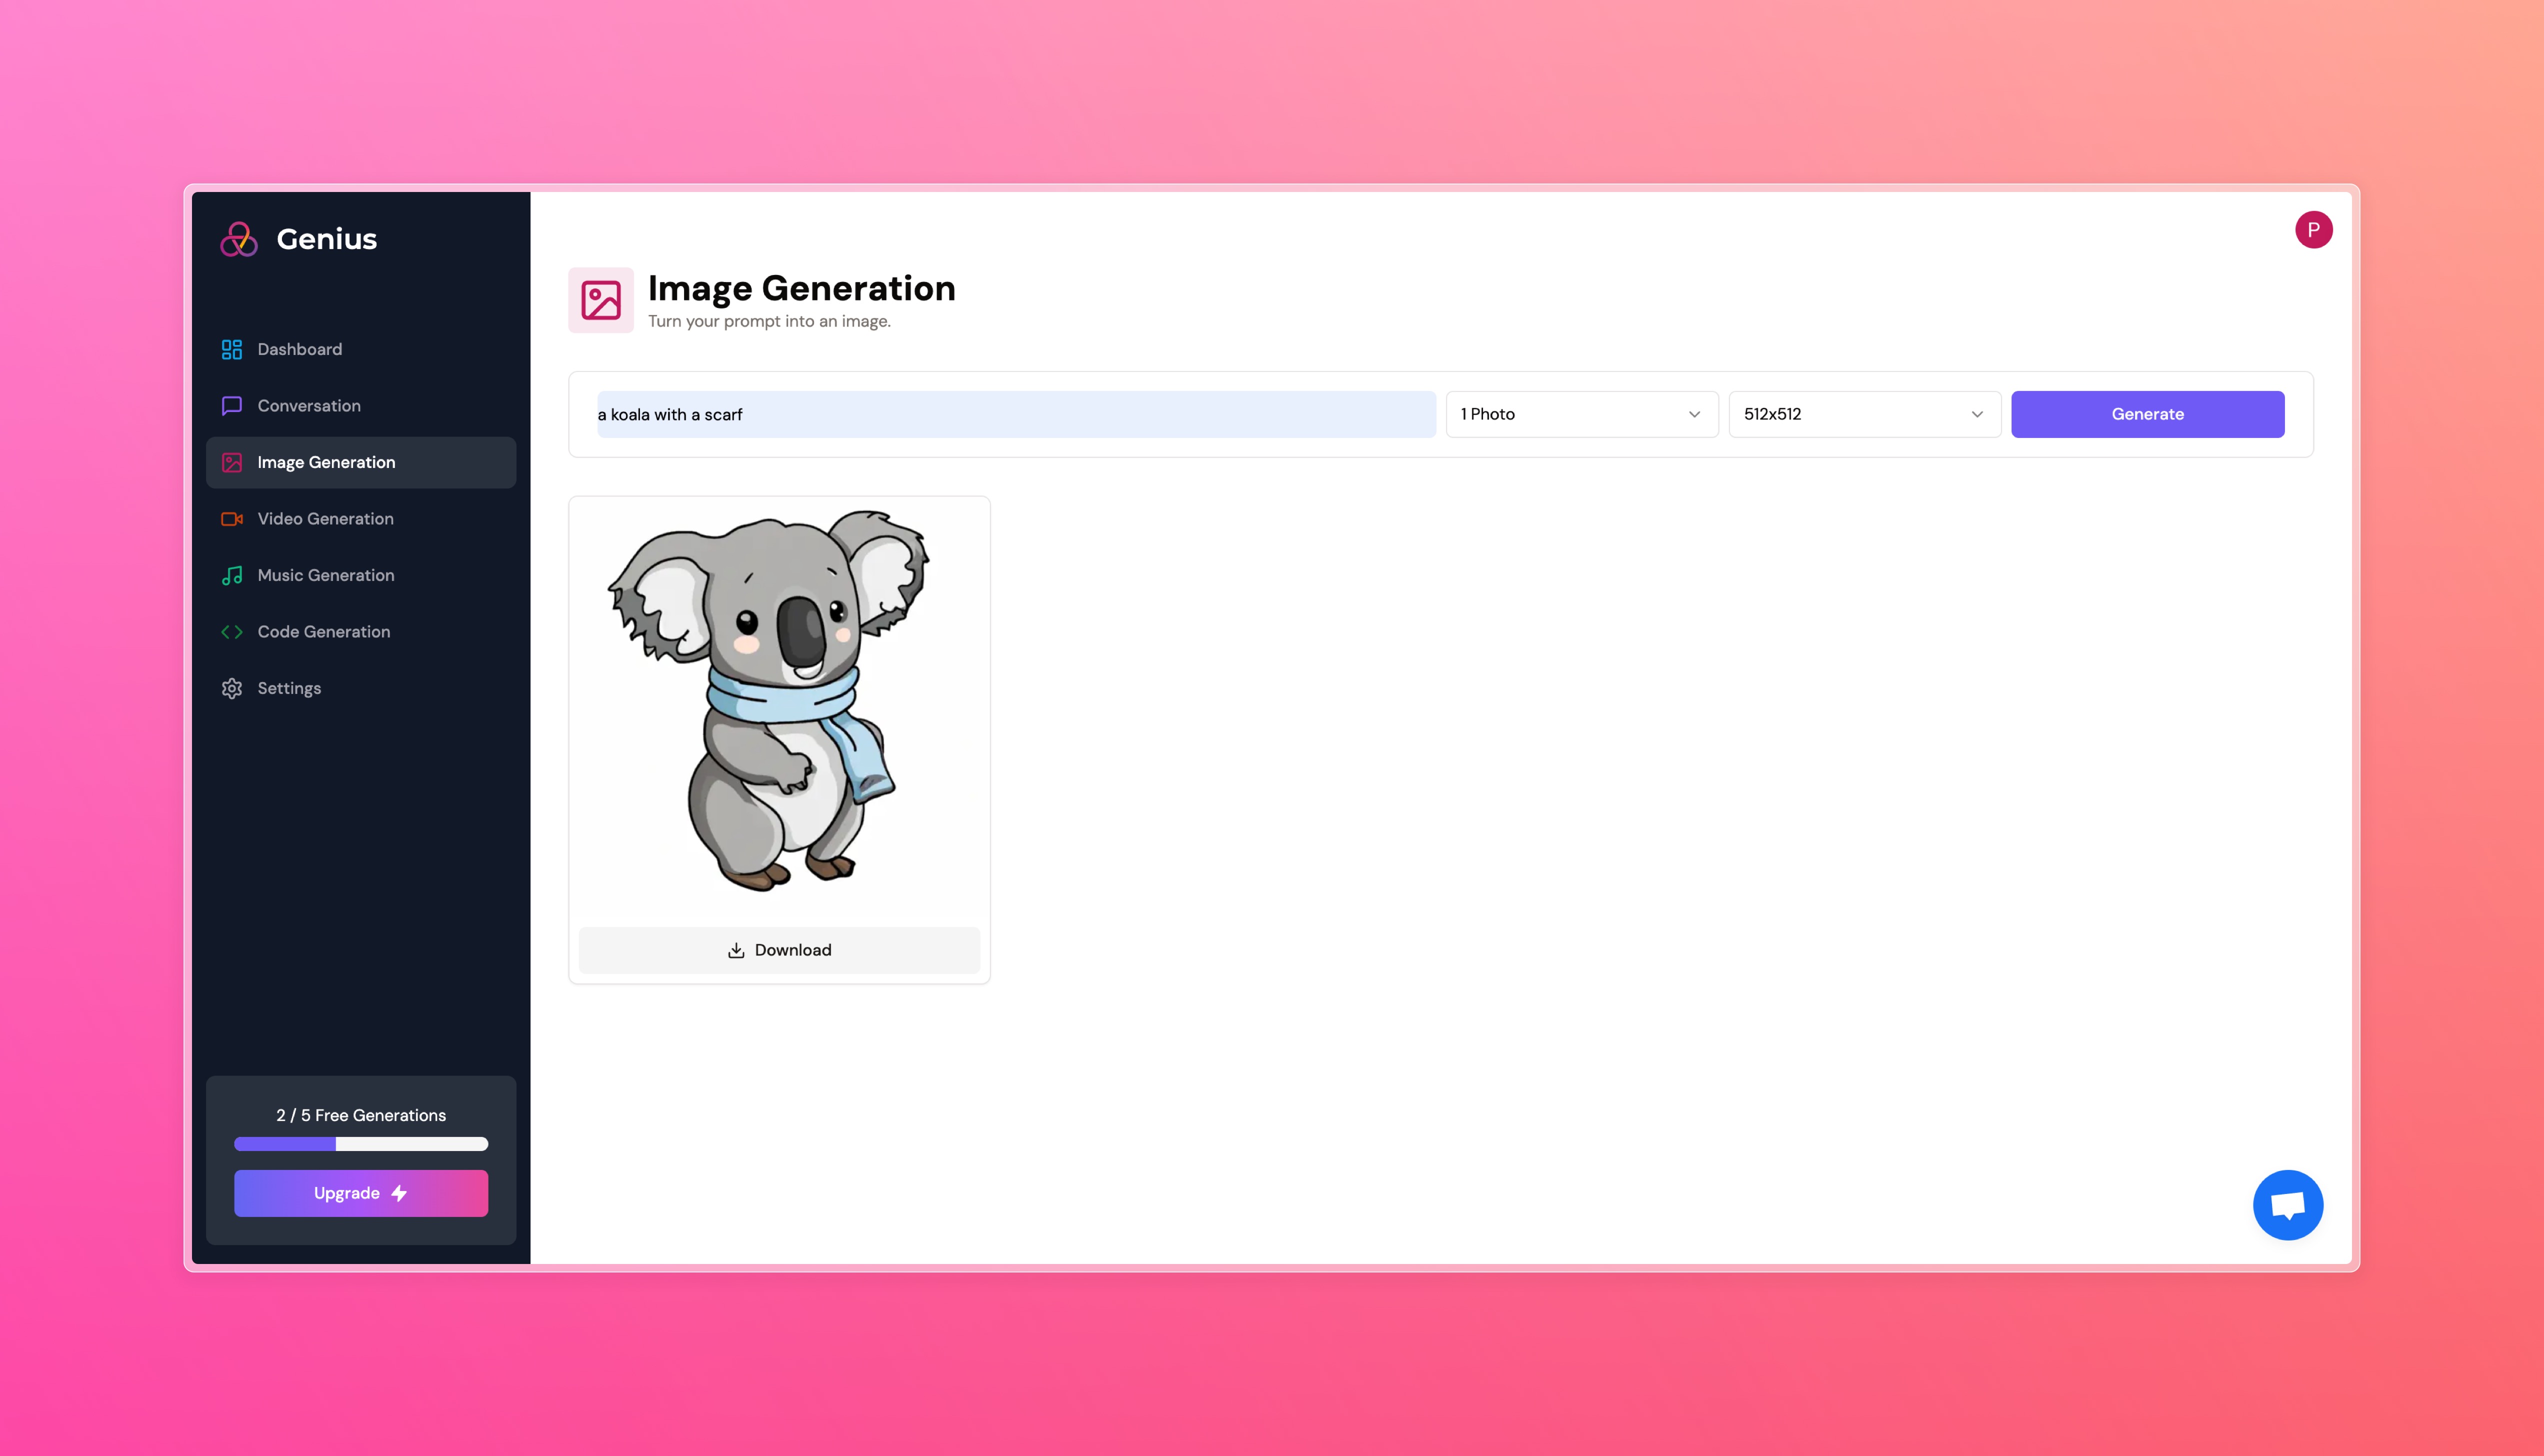 Genius
Dashboard
Conversation
Image Generation
Video Generation
Music Generation
Code Generation
Settings
2 / 5 Free Generations
Upgrade
P
Image Generation
Turn your prompt into an image.
a koala with a scarf
1 Photo
512x512
Generate
Download